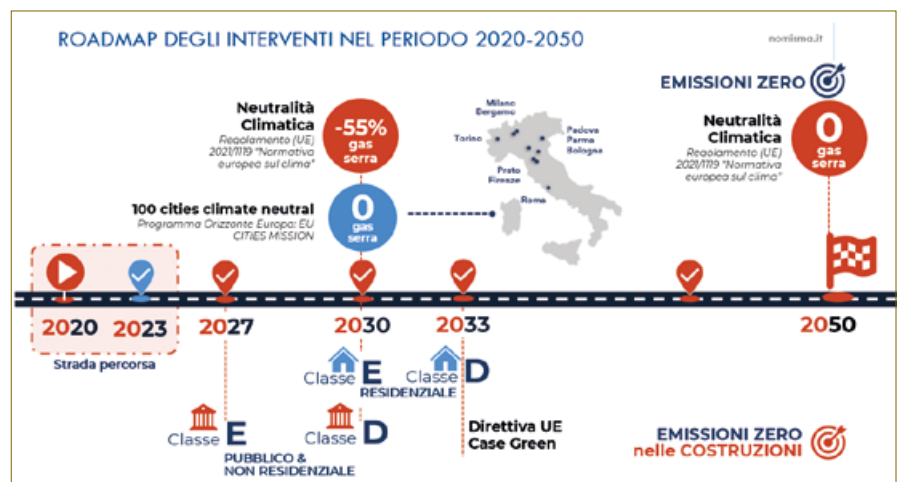 ROADMAP DEGLI INTERVENTI NEL PERIODO 2020-2050
nomisma.it
EMISSIONI ZERO
Neutralità
Climatica
Regolamento (UE)
2021/1119 "Normativa
europea sul clima"
-55%
gas
serra
Milano
Bergamo
Torino
Padova
Parma
Bologna
Prato
Firenze
Roma
Neutralità
Climatica
Regolamento (UE)
2021/1119 "Normativa
europea sul clima"
0
gas
serra
100 cities climate neutral
Programma Orizzonte Europa: EU
CITIES MISSION
0
gas
serra
2020
2023
2027
2030
2033
2050
Strada percorsa
Classe E
RESIDENZIALE
Classe D
Classe E
PUBBLICO &
NON RESIDENZIALE
Classe D
Direttiva UE
Case Green
EMISSIONI ZERO
nelle COSTRUZIONI